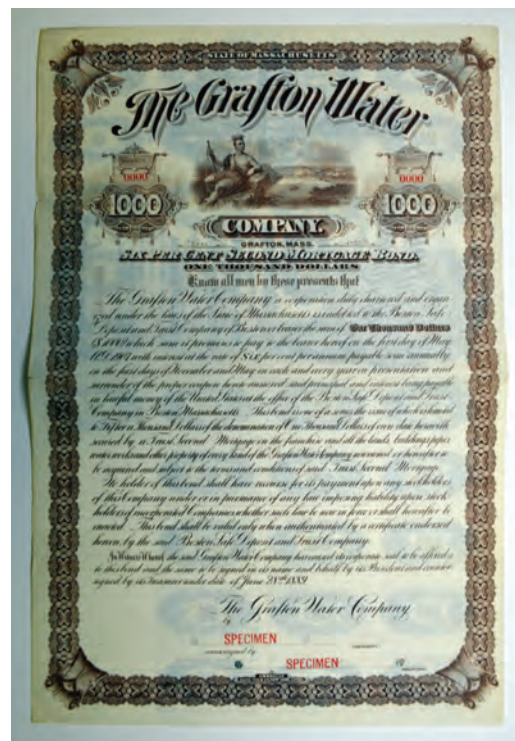 STATE OF MASSACHUSETTS
The Grafton Water
0000 0000
1000 1000
COMPANY,
GRAFTON, MASS.
SIX PER CENT SECOND MORTGAGE BOND.
ONE THOUSAND DOLLARS
Know all men by these presents that
The Grafton Water Company a corporation duly chartered and organ-
ized under the laws of the State of Massachusetts is indebted to the Boston Safe
Deposit and Trust Company of Boston or bearer the sum of One Thousand Dollars
which sum it promises to pay to the bearer hereof on the first day of May
with interest at the rate of Six per cent per annum payable semi annually
on the first days of November and May in each and every year on presentation and
surrender of the proper coupon hereto annexed said principal and interest being payable
in lawful money of the United States at the office of the Boston Safe Deposit and Trust
Company in Boston Massachusetts. This bond is one of a series the issue of which is limited
to Fifteen Thousand Dollars of the denomination of One Thousand Dollars of even date herewith
secured by a Trust Second Mortgage on the franchise and all the lands, buildings, pipes
water works and other property of every kind of the Grafton Water Company now owned or hereafter to
be acquired and subject to the terms and conditions of said Trust Second Mortgage.
No holder of this bond shall have recourse for its payment upon any stockholders
of this Company under or in pursuance of any law imposing liability upon stock
holders of incorporated Companies whether such law be now in force or shall hereafter be
enacted. This bond shall be valid only when authenticated by a certificate endorsed
hereon by the said Boston Safe Deposit and Trust Company.
In Witness Whereof, the said Grafton Water Company has caused its corporate seal to be affixed
to this bond and the same to be signed in its name and behalf by its President and counter-
signed by its Treasurer under date of June
The Grafton Water Company
by
SPECIMEN
countersigned by
SPECIMEN